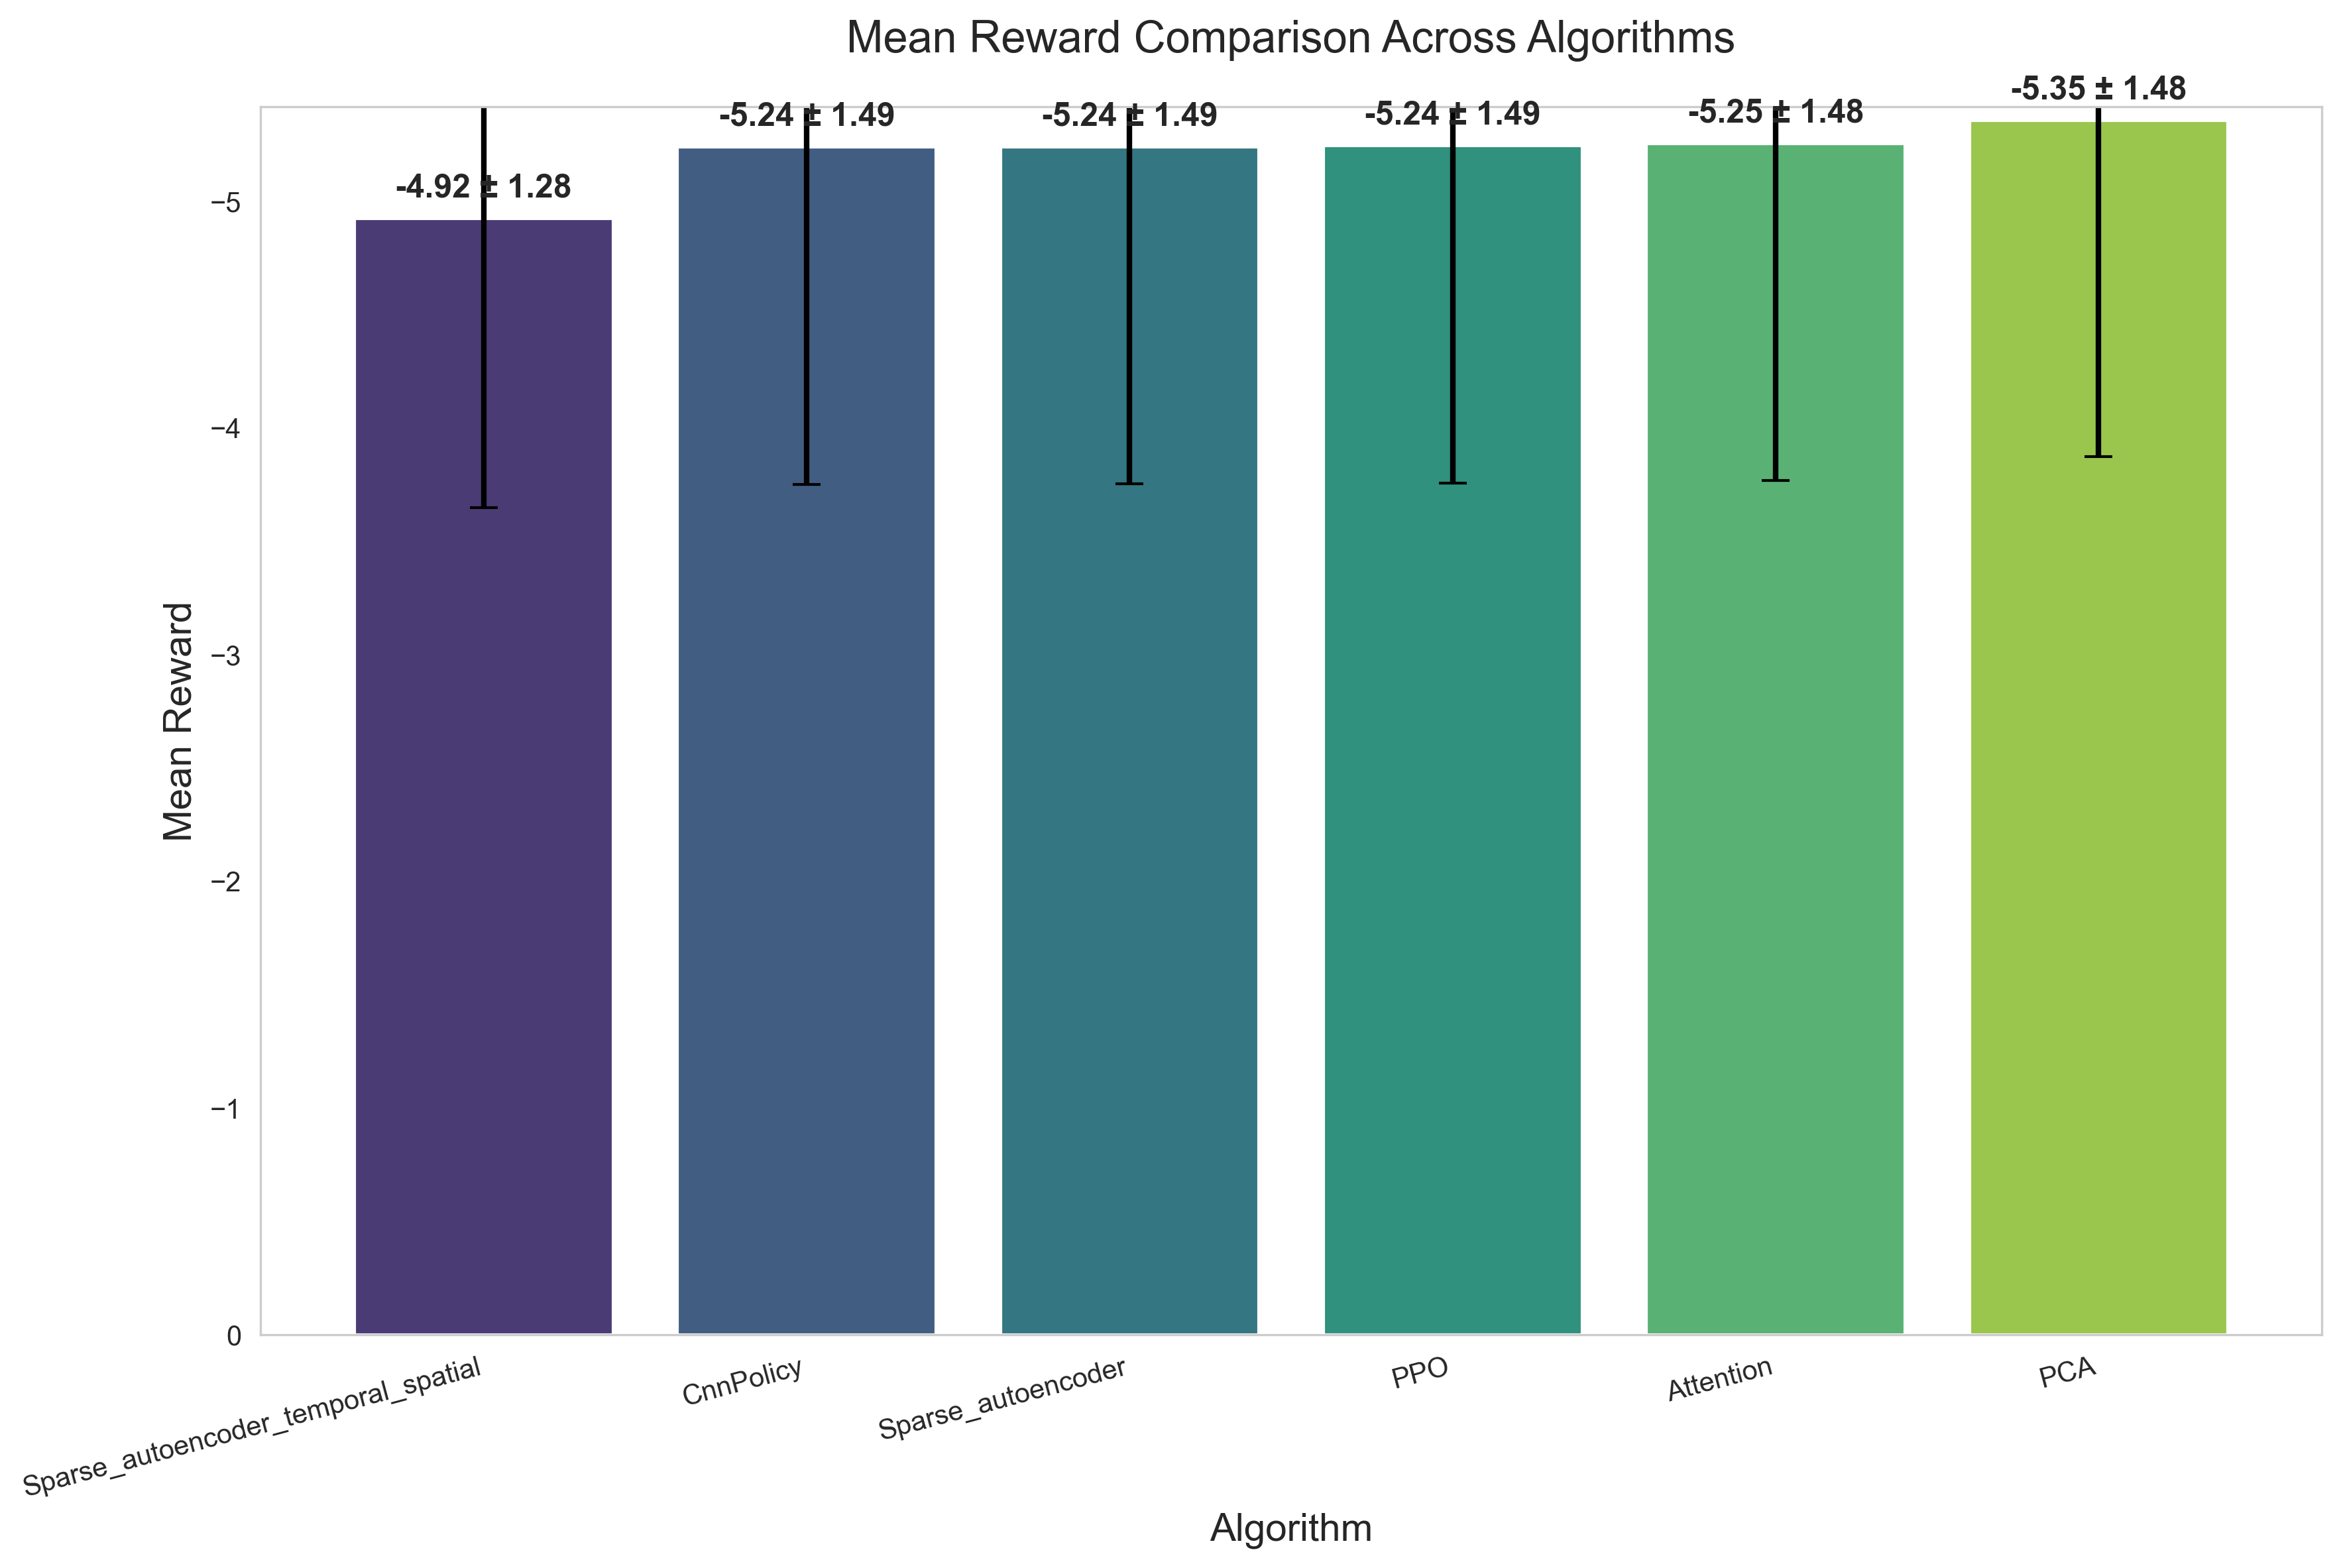 Mean Reward Comparison Across Algorithms
-4.92 ± 1.28
-5.24 ± 1.49
-5.24 ± 1.49
-5.24 ± 1.49
-5.25 ± 1.48
-5.35 ± 1.48
−5
−4
−3
−2
−1
0
Mean Reward
Sparse_autoencoder_temporal_spatial
CnnPolicy
Sparse_autoencoder
PPO
Attention
PCA
Algorithm